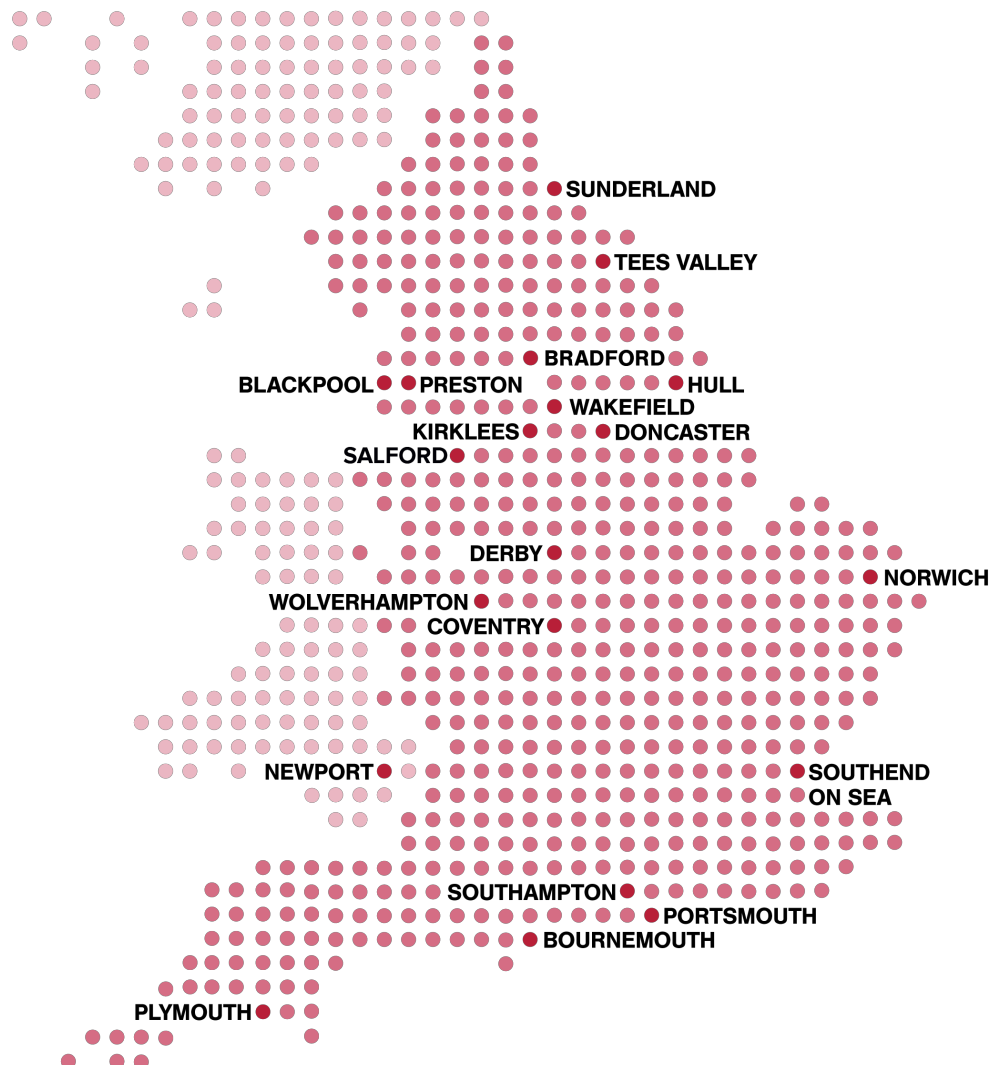 SUNDERLAND
TEES VALLEY
BRADFORD
BLACKPOOL
PRESTON
HULL
WAKEFIELD
KIRKLEES
DONCASTER
SALFORD
DERBY
NORWICH
WOLVERHAMPTON
COVENTRY
NEWPORT
SOUTHEND
ON SEA
SOUTHAMPTON
PORTSMOUTH
BOURNEMOUTH
PLYMOUTH